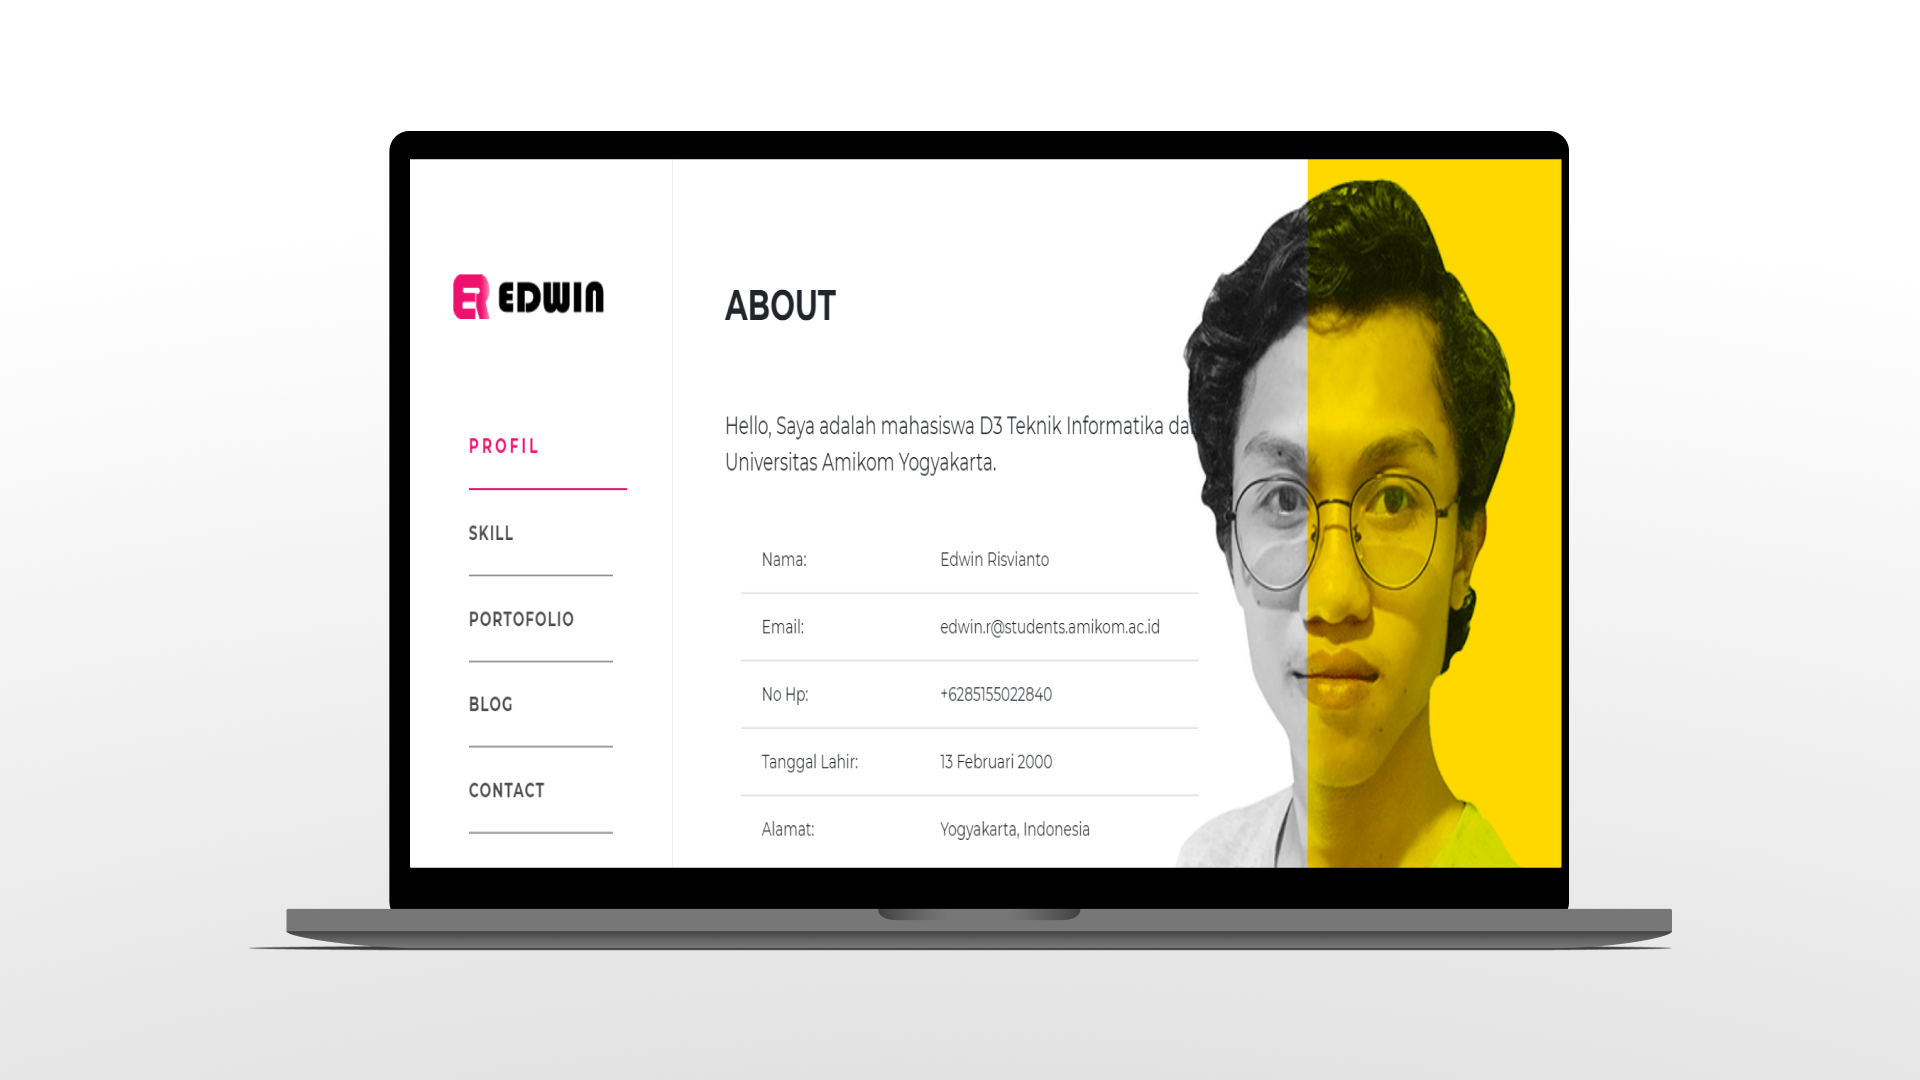 ER EDWIN
PROFIL
SKILL
PORTOFOLIO
BLOG
CONTACT
ABOUT
Hello, Saya adalah mahasiswa D3 Teknik Informatika da
Universitas Amikom Yogyakarta.
Nama: Edwin Risvianto
Email: edwin.r@students.amikom.ac.id
No Hp: +6285155022840
Tanggal Lahir: 13 Februari 2000
Alamat: Yogyakarta, Indonesia